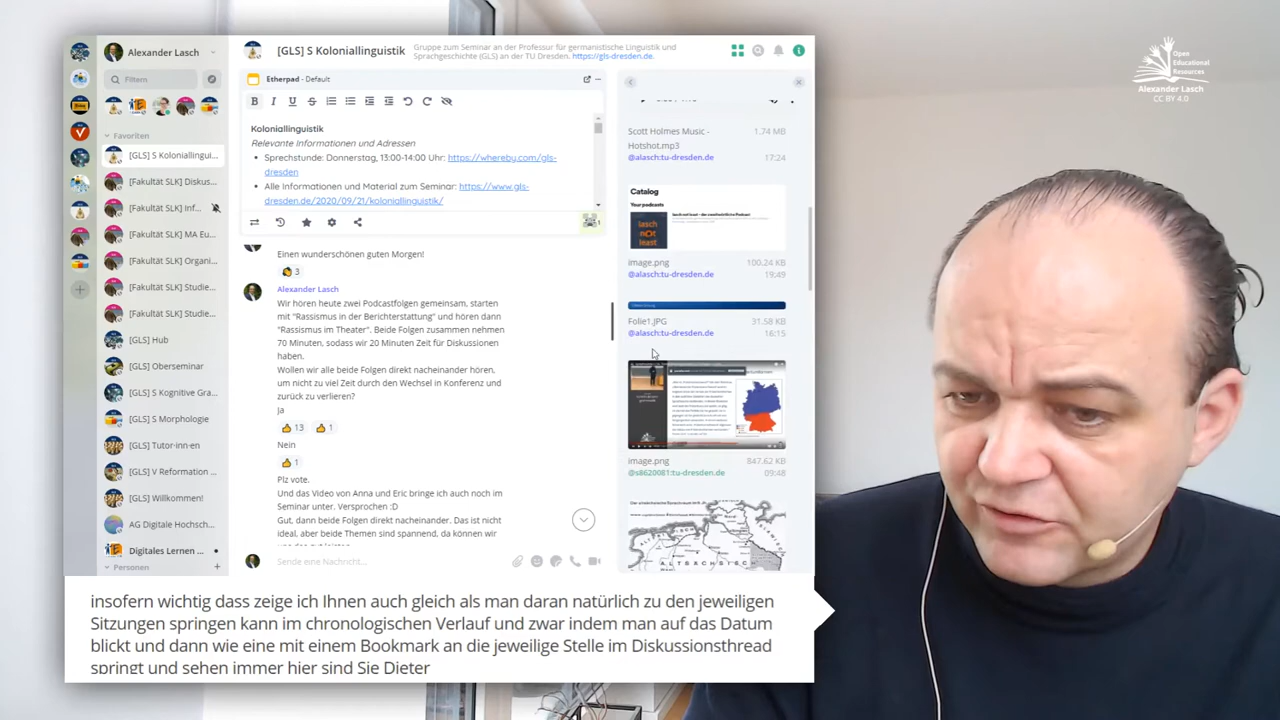 Alexander Lasch
Filtern
Favoriten
[GLS] S Koloniallingui...
[Fakultät SLK] Diskus...
[Fakultät SLK] Inf...
[Fakultät SLK] MA Eu...
[Fakultät SLK] Organi...
[Fakultät SLK] Studie...
[Fakultät SLK] Studie...
[GLS] Hub
[GLS] Oberseminar
[GLS] S Kognitive Gra...
[GLS] S Morphologie
[GLS] Tutor*inn*en
[GLS] V Reformation ...
[GLS] Willkommen!
AG Digitale Hochsch...
Digitales Lernen ...
Personen
[GLS] S Koloniallinguistik
Gruppe zum Seminar an der Professur für germanistische Linguistik und
Sprachgeschichte (GLS) an der TU Dresden. https://gls-dresden.de.
Etherpad - Default
Koloniallinguistik
Relevante Informationen und Adressen
Sprechstunde: Donnerstag, 13:00-14:00 Uhr: https://whereby.com/gls-
dresden
Alle Informationen und Material zum Seminar: https://www.gls-
dresden.de/2020/09/21/koloniallinguistik/
Einen wunderschönen guten Morgen!
3
Alexander Lasch
Wir hören heute zwei Podcastfolgen gemeinsam, starten
mit "Rassismus in der Berichterstattung" und hören dann
"Rassismus im Theater". Beide Folgen zusammen nehmen
70 Minuten, sodass wir 20 Minuten Zeit für Diskussionen
haben.
Wollen wir alle beide Folgen direkt nacheinander hören,
um nicht zu viel Zeit durch den Wechsel in Konferenz und
zurück zu verlieren?
ja
13 1
Nein
1
Plz vote.
Und das Video von Anna und Eric bringe ich auch noch im
Seminar unter. Versprochen :D
Gut, dann beide Folgen direkt nacheinander. Das ist nicht
ideal, aber beide Themen sind spannend, da können wir
Sende eine Nachricht...
Scott Holmes Music - 1.74 MB
Hotshot.mp3
@alasch:tu-dresden.de 17:24
Catalog
Your podcasts
lasch
not
least
image.png 100.24 KB
@alasch:tu-dresden.de 19:49
Folie1.JPG 31.58 KB
@alasch:tu-dresden.de 16:15
image.png 847.62 KB
@s8620081:tu-dresden.de 09:48
Open
Educational
Resources
Alexander Lasch
CC BY 4.0
insofern wichtig dass zeige ich Ihnen auch gleich als man daran natürlich zu den jeweiligen
Sitzungen springen kann im chronologischen Verlauf und zwar indem man auf das Datum
blickt und dann wie eine mit einem Bookmark an die jeweilige Stelle im Diskussionsthread
springt und sehen immer hier sind Sie Dieter